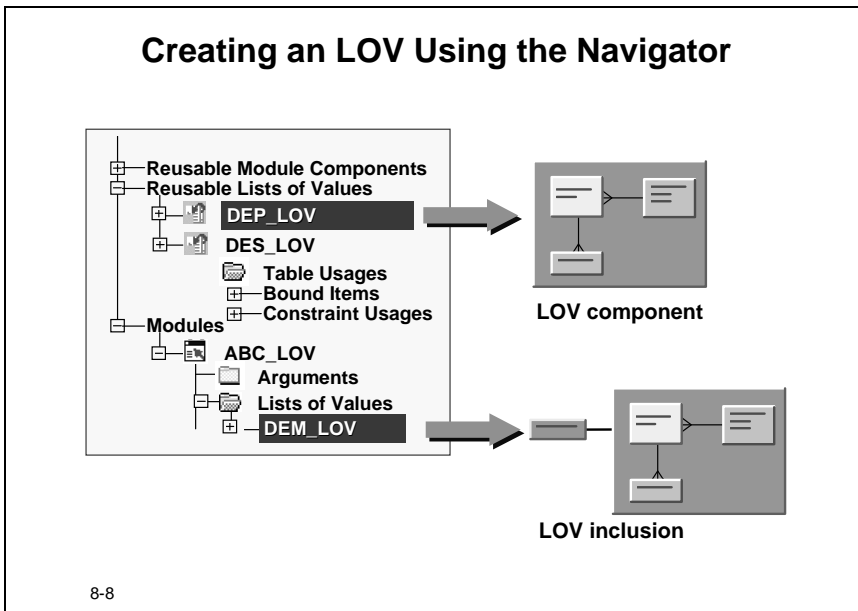 Creating an LOV Using the Navigator
Reusable Module Components
Reusable Lists of Values
DEP_LOV
DES_LOV
Table Usages
Bound Items
Constraint Usages
Modules
ABC_LOV
Arguments
Lists of Values
DEM_LOV
LOV component
LOV inclusion
8-8